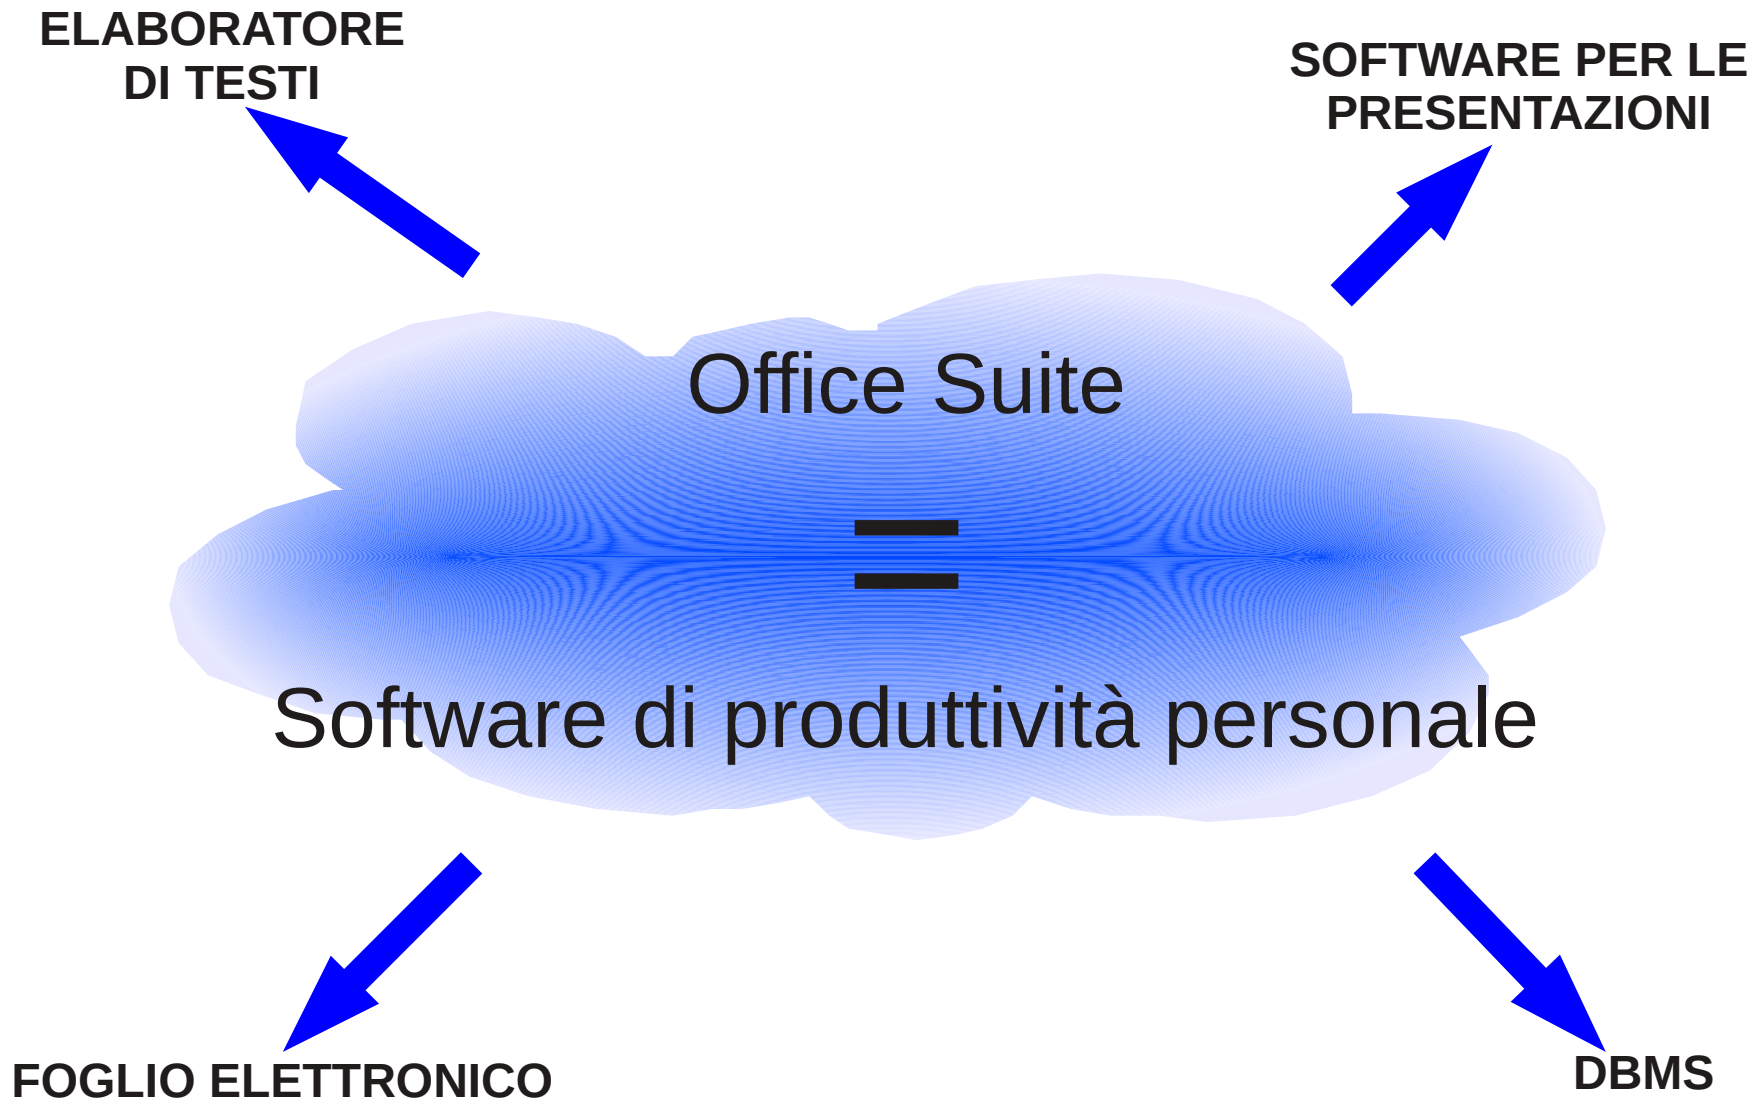 ELABORATORE
DI TESTI
SOFTWARE PER LE
PRESENTAZIONI
Office Suite
=
Software di produttività personale
FOGLIO ELETTRONICO
DBMS